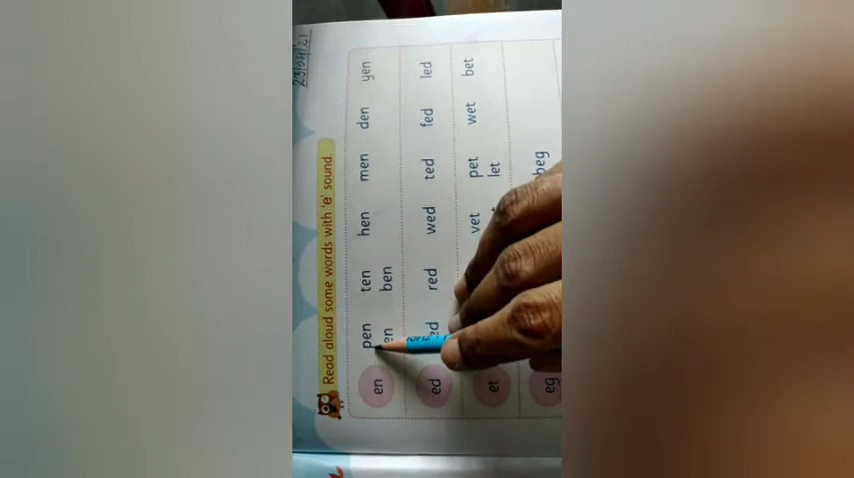 23/04/21
Read aloud some words with 'e' sound.
en pen ten hen men den yen
en ben
ed red wed ted fed led
et vet pet wet bet
let
eg beg